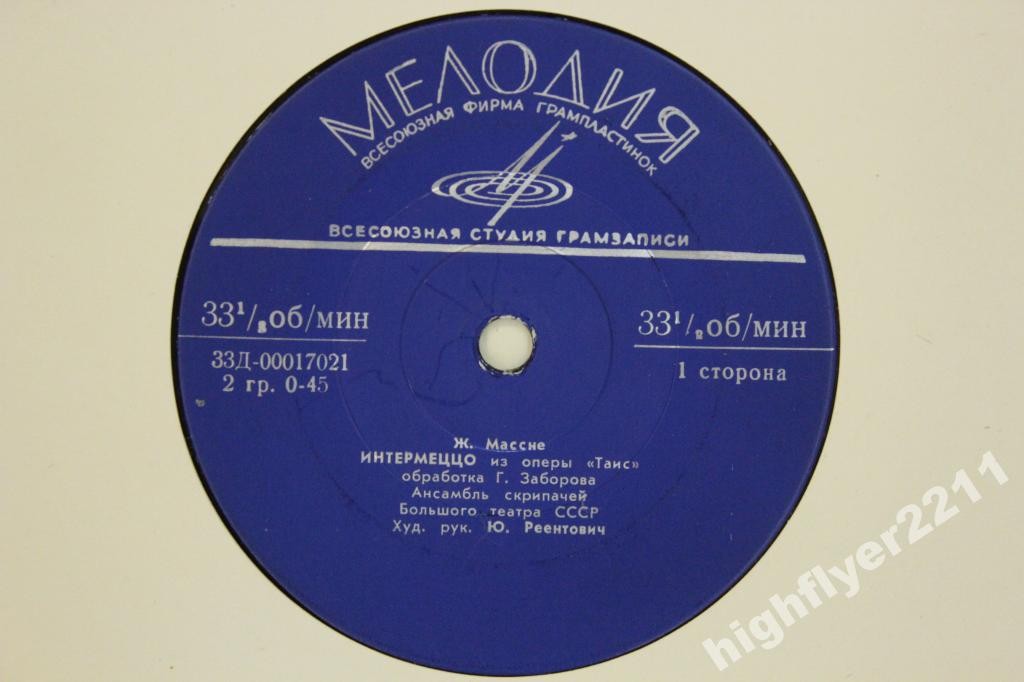 МЕЛОДИЯ
ВСЕСОЮЗНАЯ ФИРМА ГРАМПЛАСТИНОК
ВСЕСОЮЗНАЯ СТУДИЯ ГРАМЗАПИСИ
33¹/₃об/мин
33¹/₃об/мин
33Д-00017021
2 гр. 0-45
1 сторона
Ж. Массне
ИНТЕРМЕЦЦО из оперы «Таис»
обработка Г. Заборова
Ансамбль скрипачей
Большого театра СССР
Худ. рук. Ю. Реентович
highflyer2211